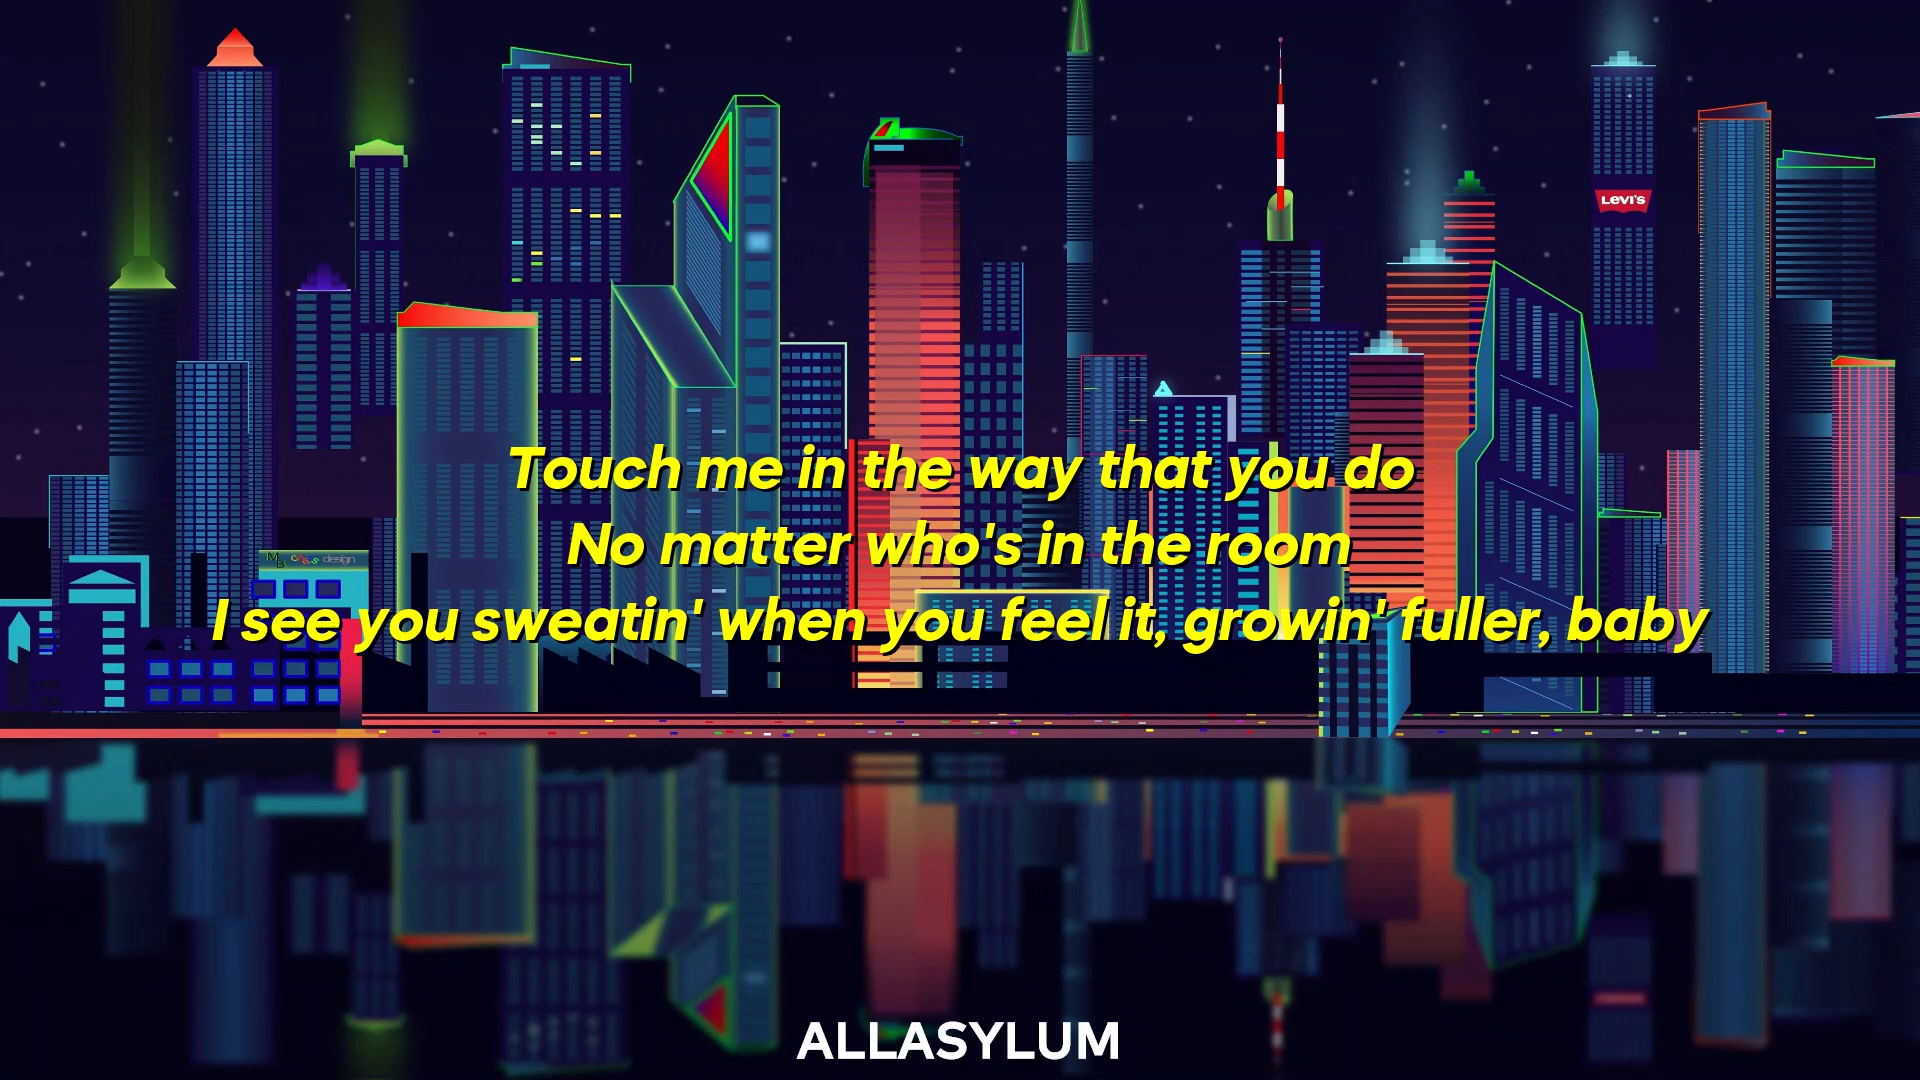 Levi's
Touch me in the way that you do
No matter who's in the room
I see you sweatin' when you feel it, growin' fuller, baby
ALLASYLUM